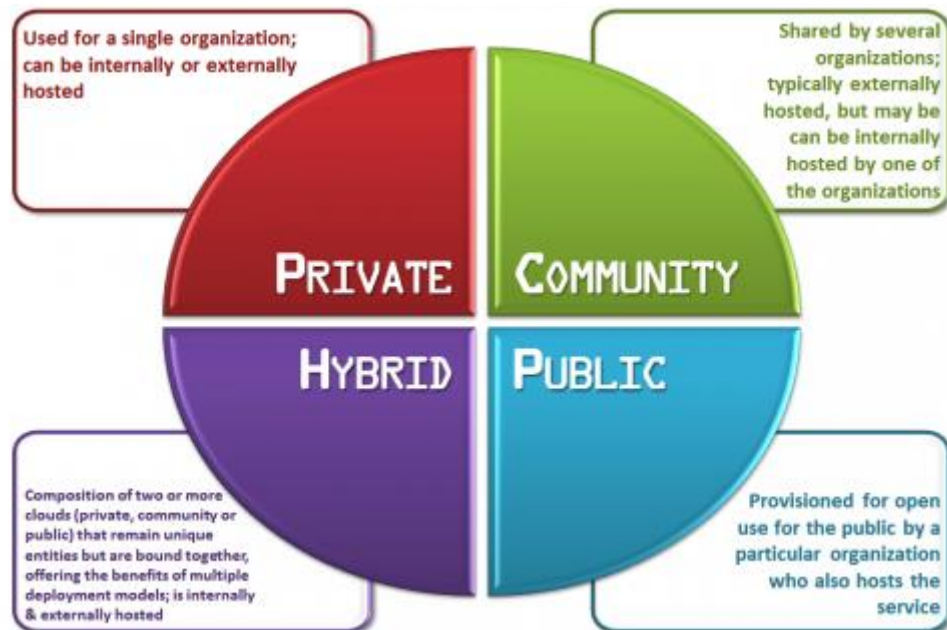 Used for a single organization;
can be internally or externally
hosted
Shared by several
organizations;
typically externally
hosted, but may be
can be internally
hosted by one of
the organizations
PRIVATE
COMMUNITY
HYBRID
PUBLIC
Composition of two or more
clouds (private, community or
public) that remain unique
entities but are bound together,
offering the benefits of multiple
deployment models; is internally
& externally hosted
Provisioned for open
use for the public by a
particular organization
who also hosts the
service